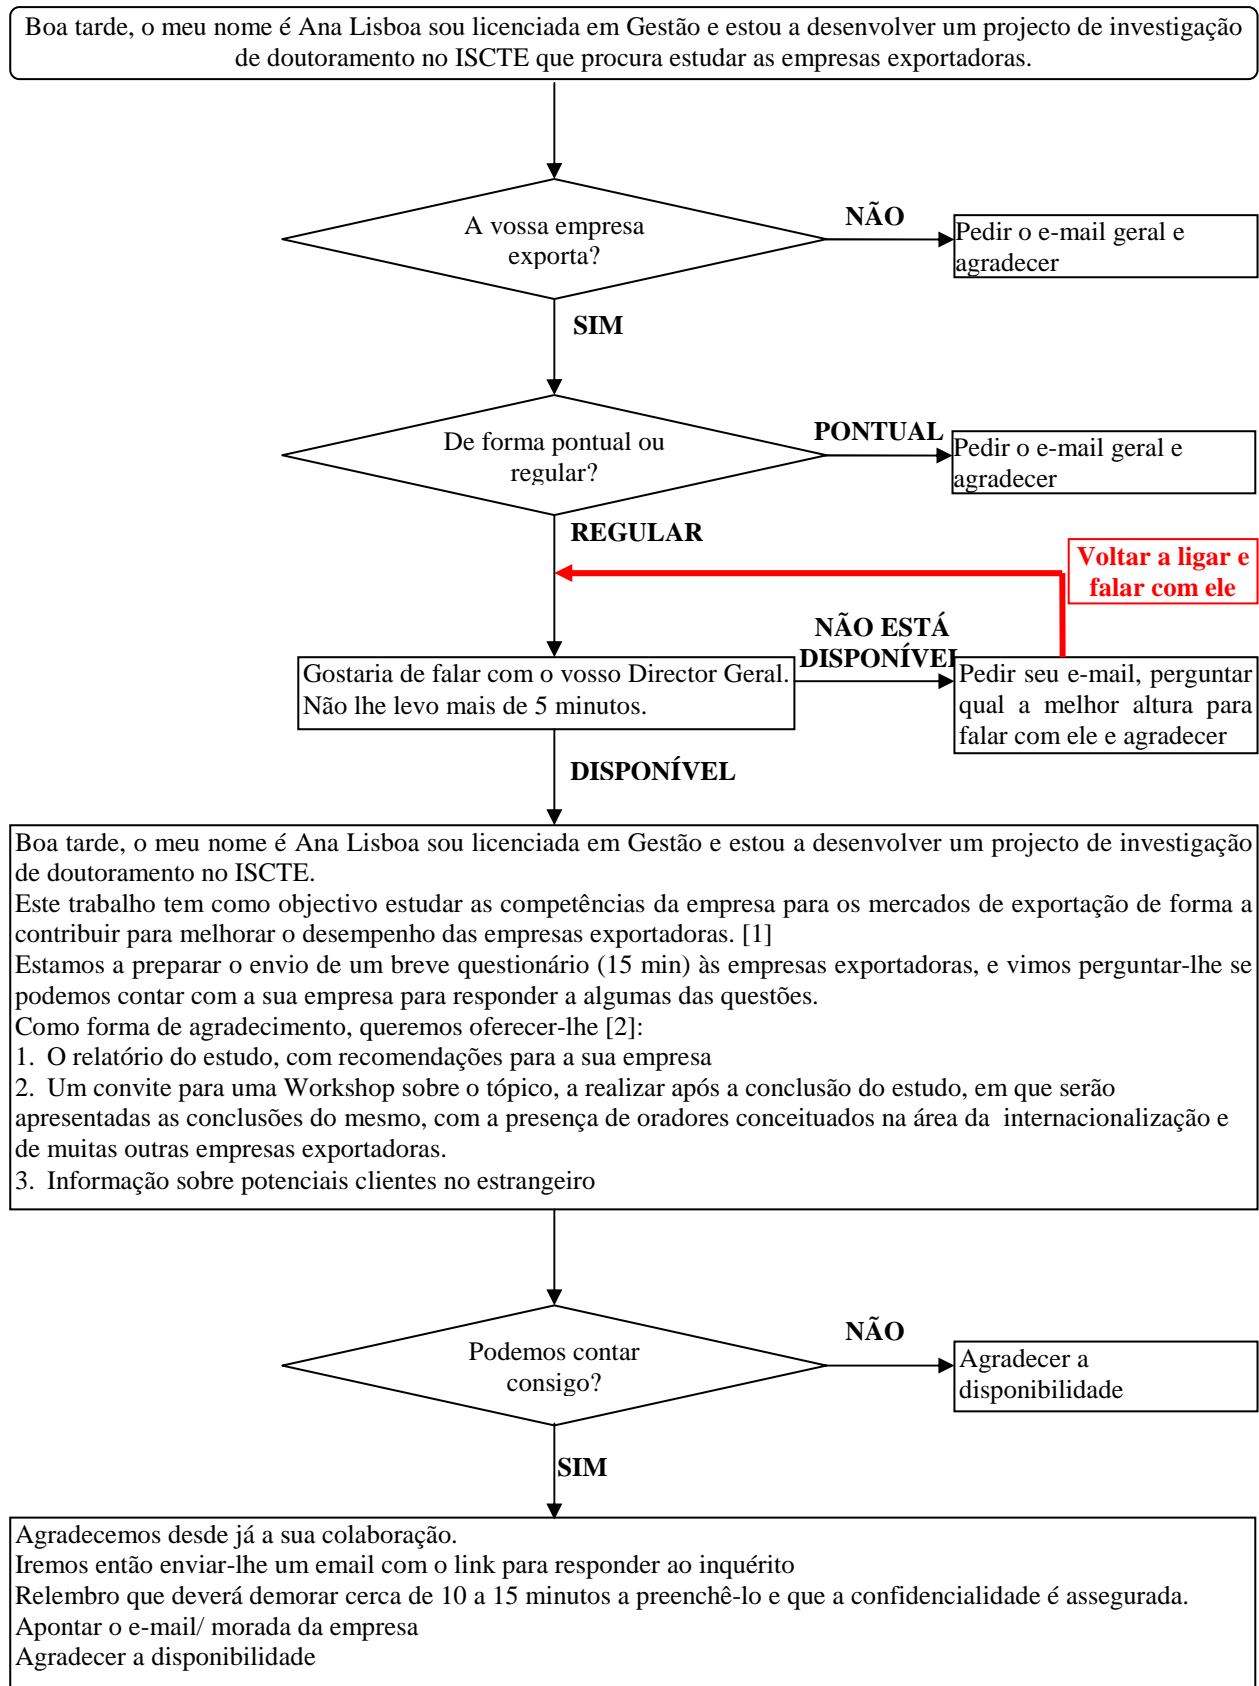 Boa tarde, o meu nome é Ana Lisboa sou licenciada em Gestão e estou a desenvolver um projecto de investigação
de doutoramento no ISCTE que procura estudar as empresas exportadoras.
A vossa empresa
exporta?
NÃO
Pedir o e-mail geral e
agradecer
SIM
De forma pontual ou
regular?
PONTUAL
Pedir o e-mail geral e
agradecer
REGULAR
Voltar a ligar e
falar com ele
NÃO ESTÁ
DISPONÍVEL
Gostaria de falar com o vosso Director Geral.
Não lhe levo mais de 5 minutos.
Pedir seu e-mail, perguntar
qual a melhor altura para
falar com ele e agradecer
DISPONÍVEL
Boa tarde, o meu nome é Ana Lisboa sou licenciada em Gestão e estou a desenvolver um projecto de investigação
de doutoramento no ISCTE.
Este trabalho tem como objectivo estudar as competências da empresa para os mercados de exportação de forma a
contribuir para melhorar o desempenho das empresas exportadoras. [1]
Estamos a preparar o envio de um breve questionário (15 min) às empresas exportadoras, e vimos perguntar-lhe se
podemos contar com a sua empresa para responder a algumas das questões.
Como forma de agradecimento, queremos oferecer-lhe [2]:
1. O relatório do estudo, com recomendações para a sua empresa
2. Um convite para uma Workshop sobre o tópico, a realizar após a conclusão do estudo, em que serão
apresentadas as conclusões do mesmo, com a presença de oradores conceituados na área da internacionalização e
de muitas outras empresas exportadoras.
3. Informação sobre potenciais clientes no estrangeiro
Podemos contar
consigo?
NÃO
Agradecer a
disponibilidade
SIM
Agradecemos desde já a sua colaboração.
Iremos então enviar-lhe um email com o link para responder ao inquérito
Relembro que deverá demorar cerca de 10 a 15 minutos a preenchê-lo e que a confidencialidade é assegurada.
Apontar o e-mail/ morada da empresa
Agradecer a disponibilidade